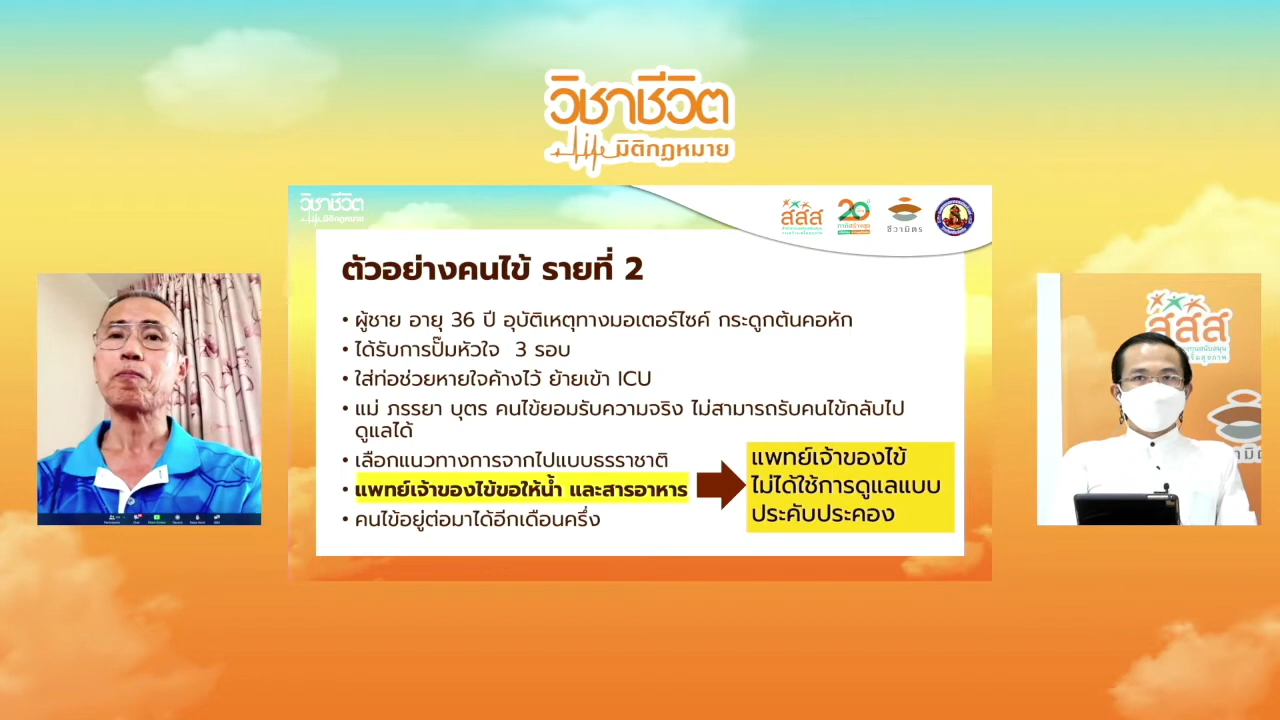 วิชาชีวิต
Life มิติกฎหมาย
วิชาชีวิต
Life มิติกฎหมาย
สสส
20
ชีวามิตร
ตัวอย่างคนไข้ รายที่ 2
• ผู้ชาย อายุ 36 ปี อุบัติเหตุทางมอเตอร์ไซค์ กระดูกต้นคอหัก
• ได้รับการปั๊มหัวใจ 3 รอบ
• ใส่ท่อช่วยหายใจค้างไว้ ย้ายเข้า ICU
• แม่ ภรรยา บุตร คนไข้ยอมรับความจริง ไม่สามารถรับคนไข้กลับไป
ดูแลได้
• เลือกแนวทางการจากไปแบบธรราชาติ
• แพทย์เจ้าของไข้ขอให้น้ำ และสารอาหาร
• คนไข้อยู่ต่อมาได้อีกเดือนครึ่ง
แพทย์เจ้าของไข้
ไม่ได้ใช้การดูแลแบบ
ประคับประคอง
สสส